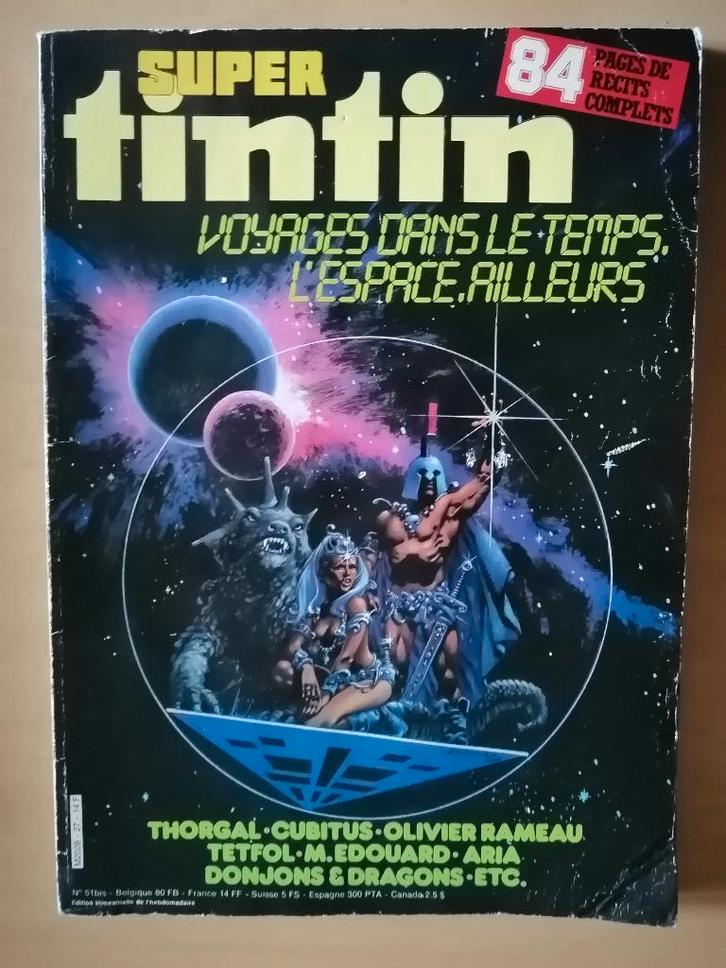 SUPER
tintin
84 PAGES DE
RECITS
COMPLETS
VOYAGES DANS LE TEMPS,
L'ESPACE, AILLEURS
THORGAL • CUBITUS • OLIVIER RAMEAU
TETFOL • M. EDOUARD • ARIA
DONJONS & DRAGONS • ETC.
N° 51bis - Belgique 80 FB - France 14 FF - Suisse 5 FS - Espagne 300 PTA - Canada 2.5 $
Edition trimestrielle de l'hebdomadaire